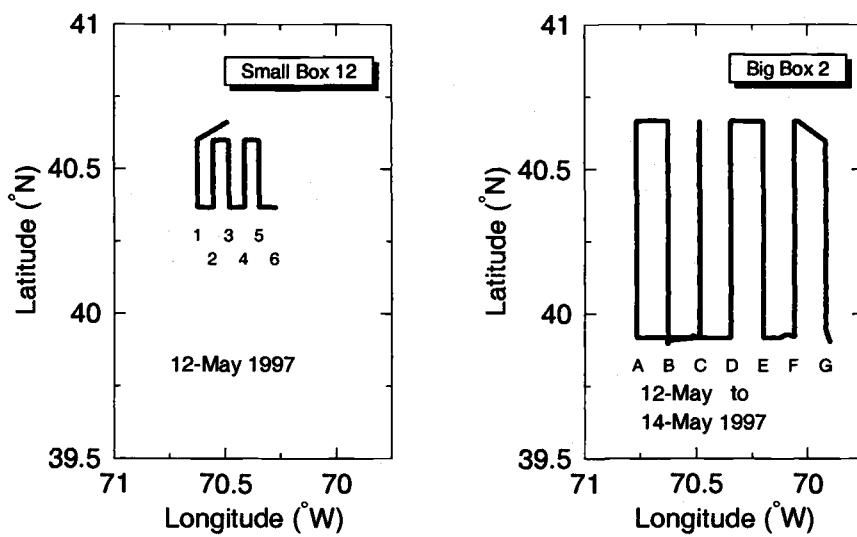 41
Small Box 12
40.5
1 3 5
2 4 6
40
12-May 1997
39.5
71 70.5 70
Longitude (°W)
Latitude (°N)
41
Big Box 2
40.5
40
A B C D E F G
12-May to
14-May 1997
39.5
71 70.5 70
Longitude (°W)
Latitude (°N)